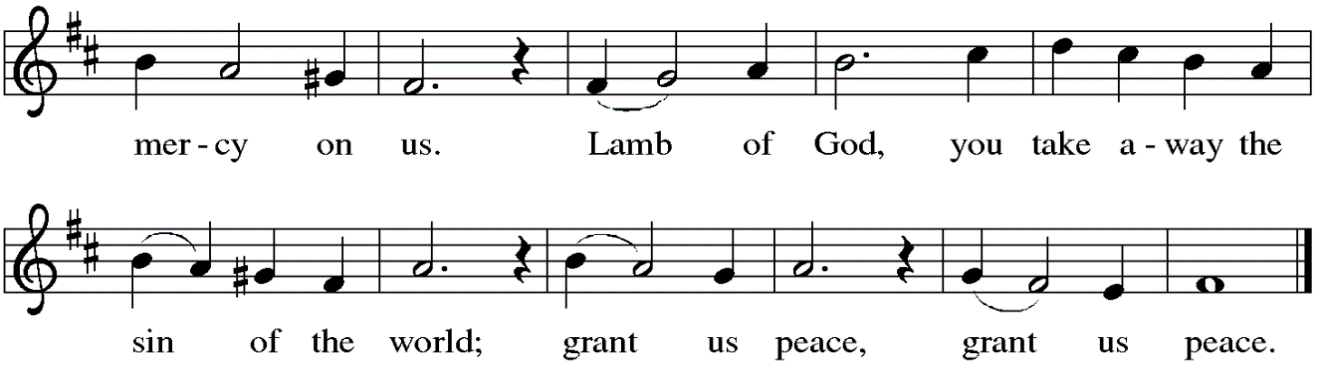 mer - cy on us. Lamb of God, you take a - way the
sin of the world; grant us peace, grant us peace.